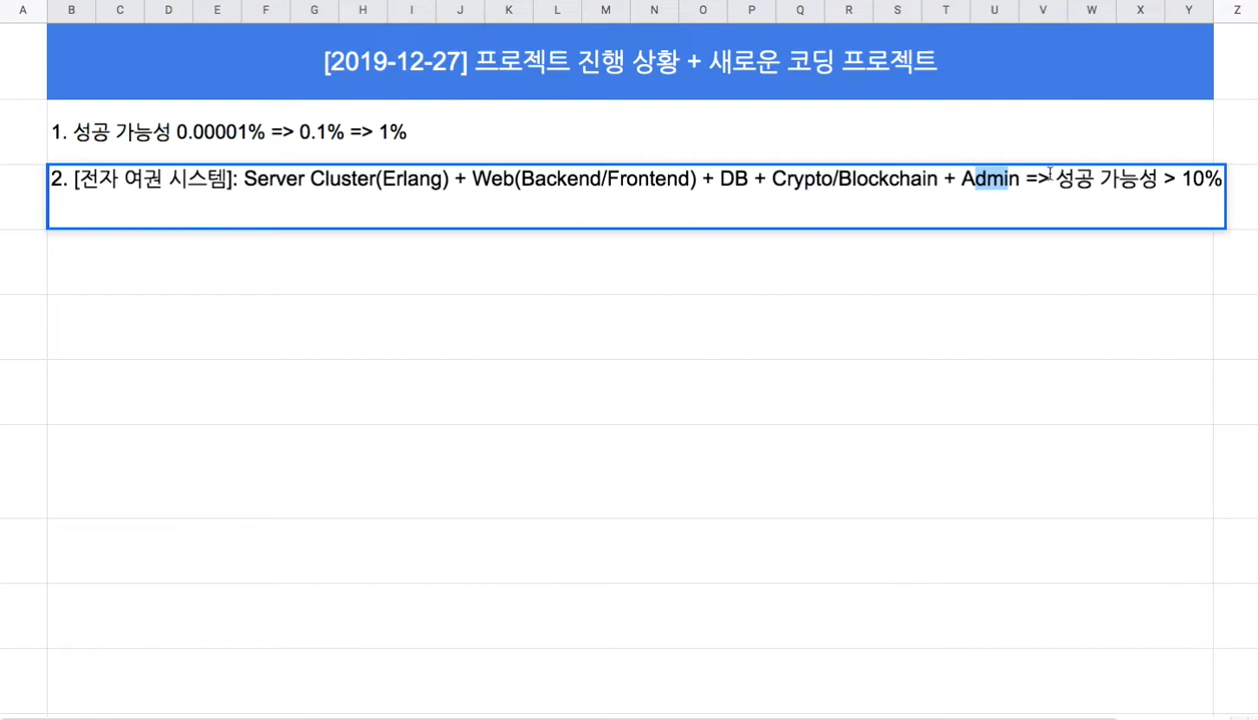 A B C D E F G H I J K L M N O P Q R S T U V W X Y Z
[2019-12-27] 프로젝트 진행 상황 + 새로운 코딩 프로젝트
1. 성공 가능성 0.00001% => 0.1% => 1%
2. [전자 여권 시스템]: Server Cluster(Erlang) + Web(Backend/Frontend) + DB + Crypto/Blockchain + Admin => 성공 가능성 > 10%